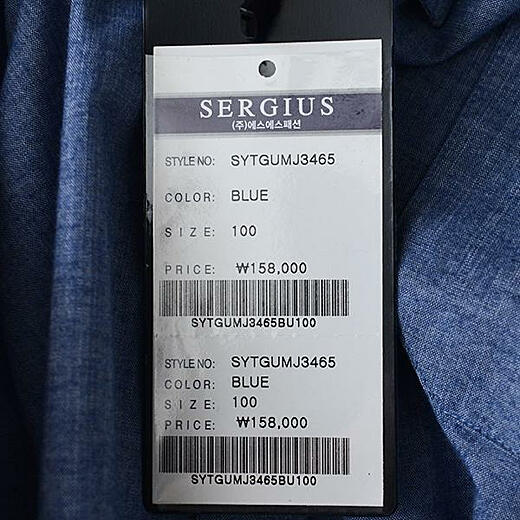 SERGIUS
(주)에스에스패션
STYLE NO: SYTGUMJ3465
COLOR: BLUE
SIZE: 100
PRICE: ₩158,000
SYTGUMJ3465BU100
STYLE NO: SYTGUMJ3465
COLOR: BLUE
SIZE: 100
PRICE: ₩158,000
SYTGUMJ3465BU100